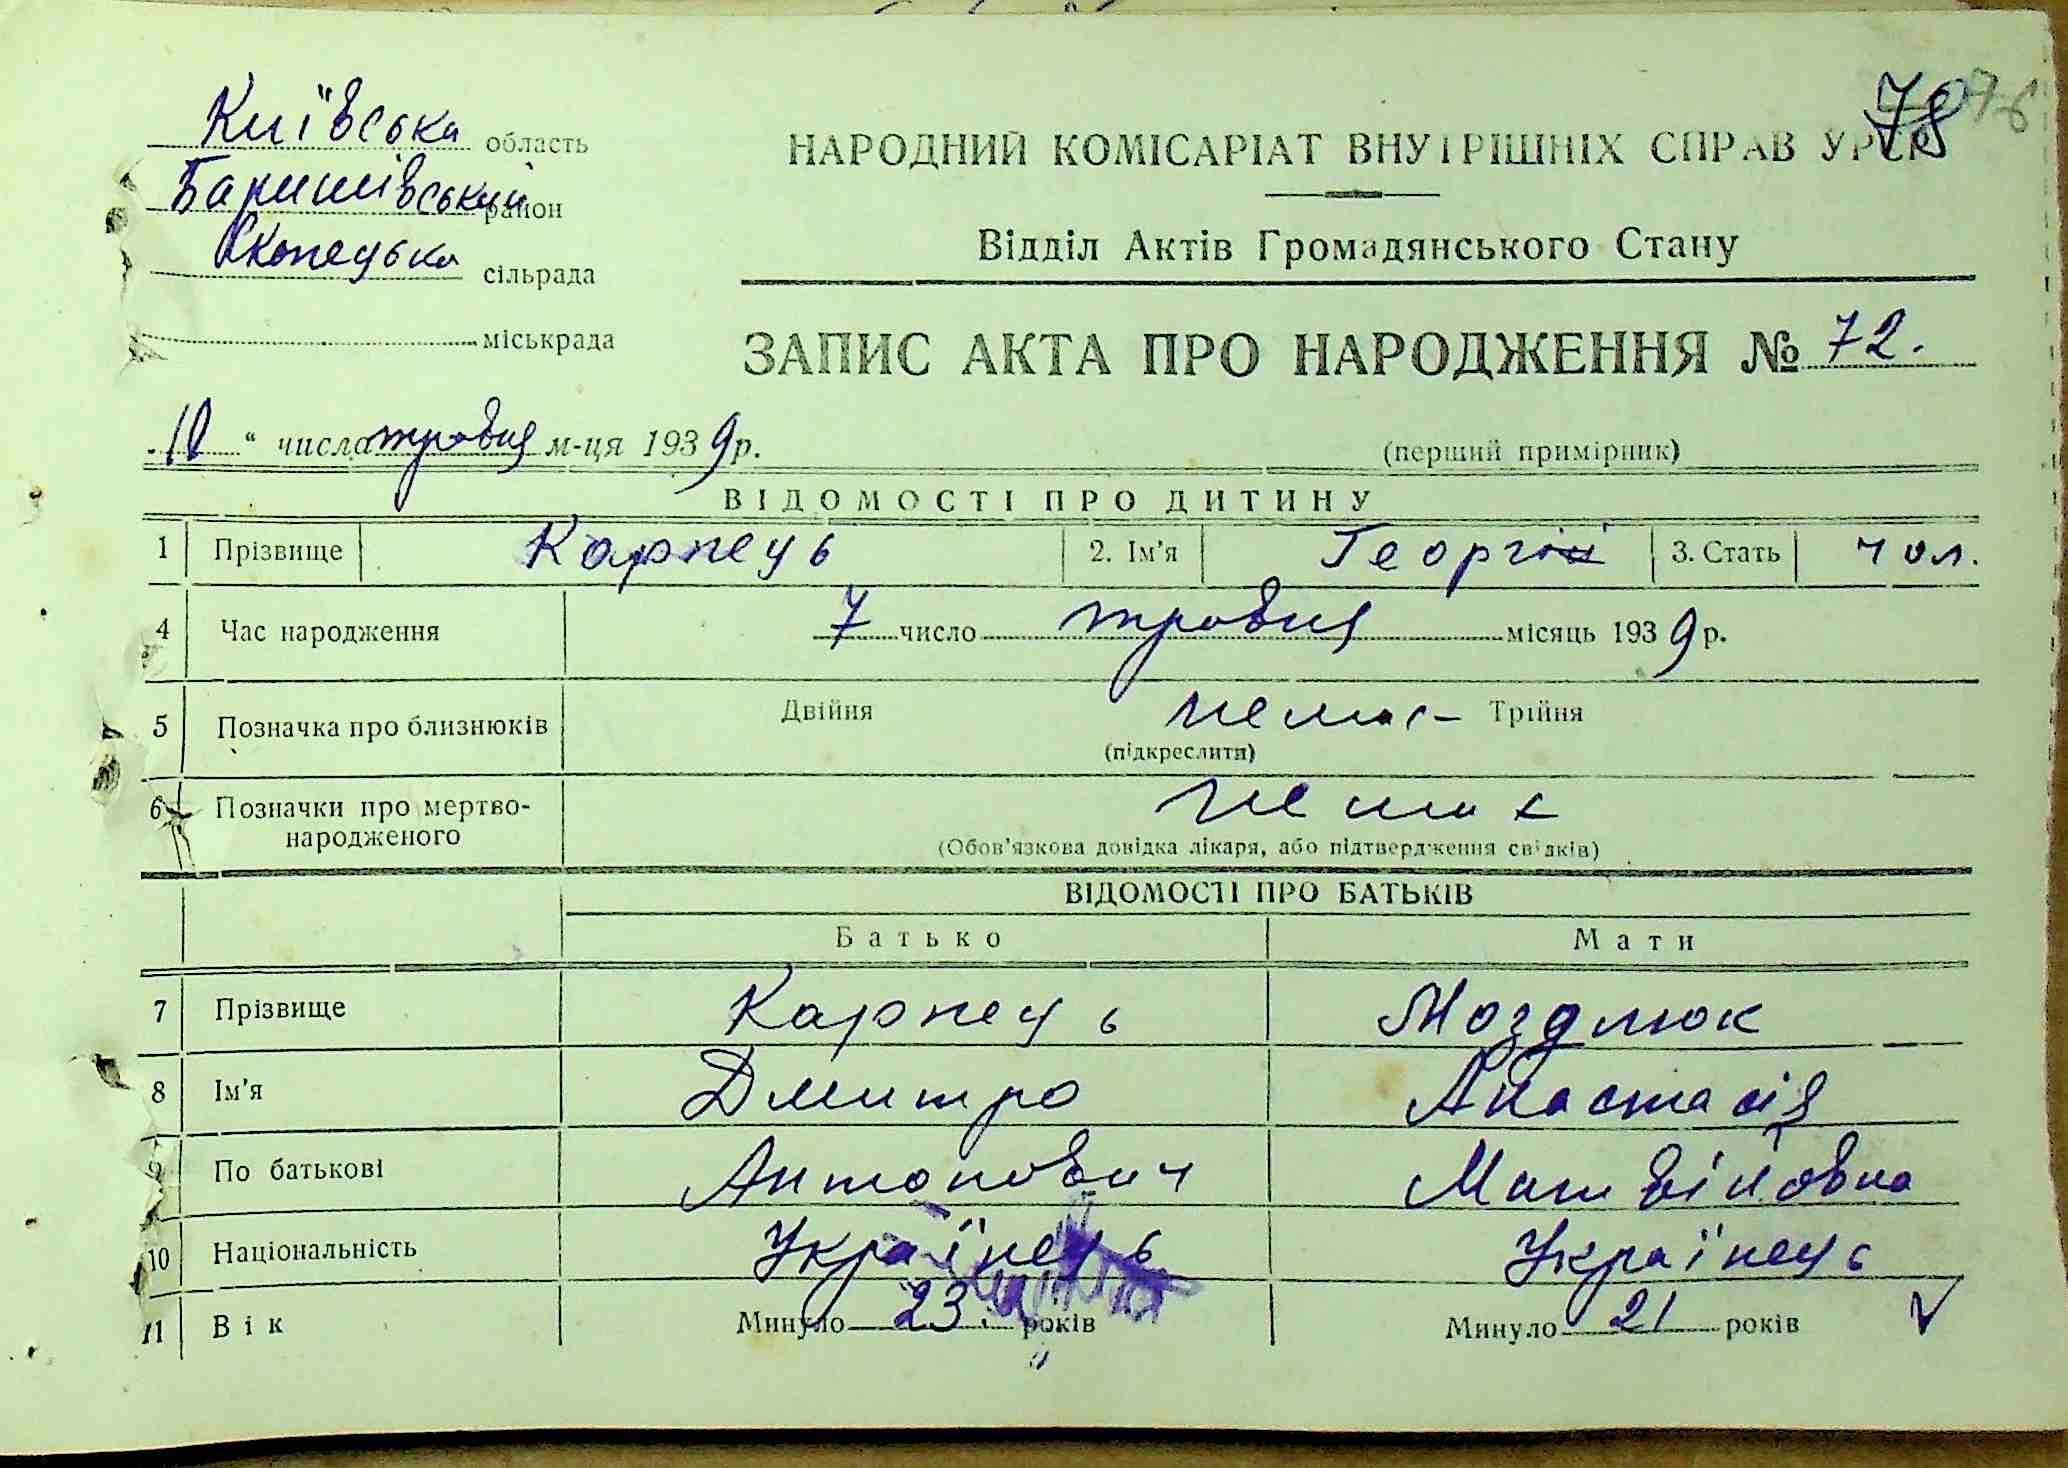 78 76
Київська область
Баришівський район
Скопецька сільрада
міськрада
НАРОДНИЙ КОМІСАРІАТ ВНУТРІШНІХ СПРАВ УРСР
Відділ Актів Громадянського Стану
ЗАПИС АКТА ПРО НАРОДЖЕННЯ № 72.
„10“ числа травня м-ця 1939 р.
(перший примірник)
ВІДОМОСТІ ПРО ДИТИНУ
1 Прізвище Карпець 2. Ім'я Георгій 3. Стать чол.
4 Час народження 7 число травня місяць 1939 р.
5 Позначка про близнюків Двійня немає Трійня
(підкреслити)
6 Позначки про мертво-
народженого немає
(Обов'язкова довідка лікаря, або підтвердження свідків)
ВІДОМОСТІ ПРО БАТЬКІВ
Батько Мати
7 Прізвище Карпець Моздлюк
8 Ім'я Дмитро Анастасія
9 По батькові Антонович Матвійовна
10 Національність Українець Українець
11 Вік Минуло 23. років Минуло 21 років